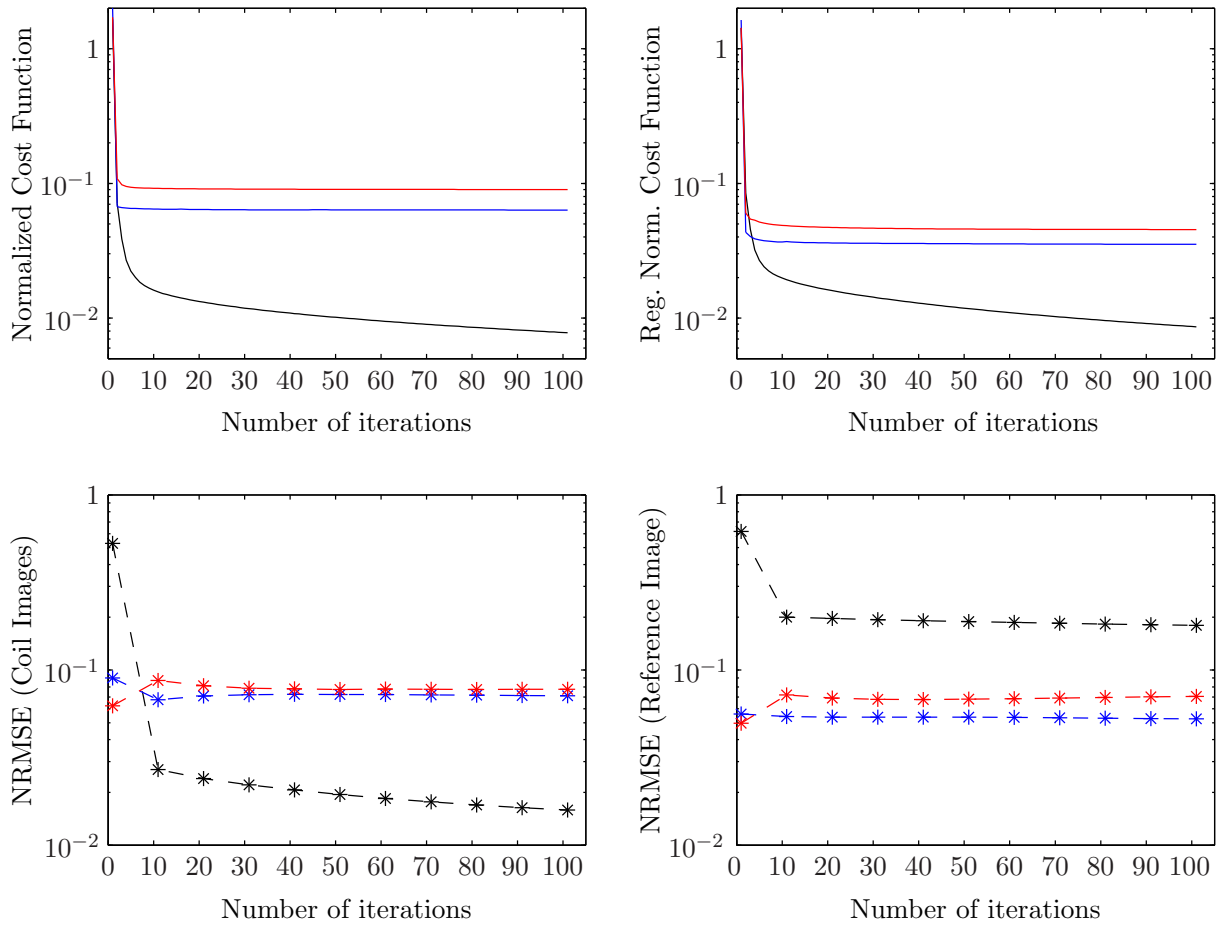 Normalized Cost Function
1
10⁻¹
10⁻²
0 10 20 30 40 50 60 70 80 90 100
Number of iterations
Reg. Norm. Cost Function
1
10⁻¹
10⁻²
0 10 20 30 40 50 60 70 80 90 100
Number of iterations
NRMSE (Coil Images)
1
10⁻¹
10⁻²
0 10 20 30 40 50 60 70 80 90 100
Number of iterations
NRMSE (Reference Image)
1
10⁻¹
10⁻²
0 10 20 30 40 50 60 70 80 90 100
Number of iterations